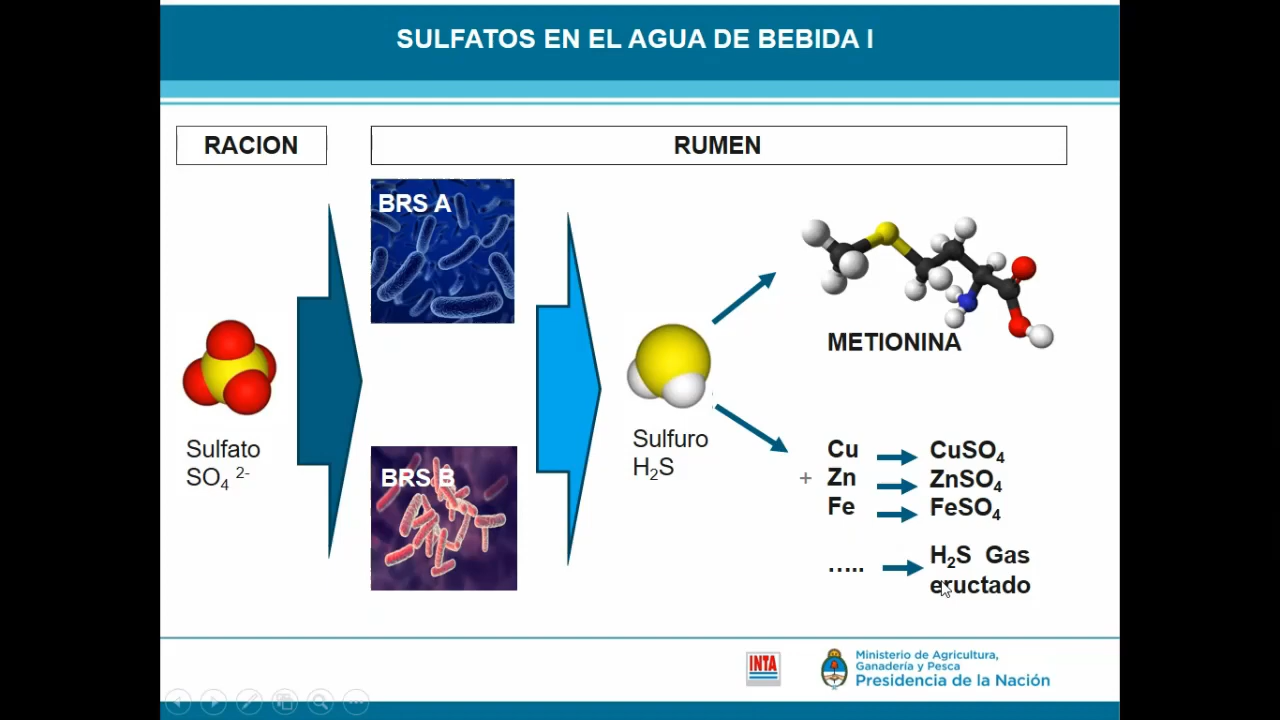 SULFATOS EN EL AGUA DE BEBIDA I
RACION
RUMEN
BRS A
BRS B
Sulfato
SO₄ ²⁻
Sulfuro
H₂S
METIONINA
+
Cu CuSO₄
Zn ZnSO₄
Fe FeSO₄
..... H₂S Gas
eructado
INTA
Ministerio de Agricultura,
Ganadería y Pesca
Presidencia de la Nación